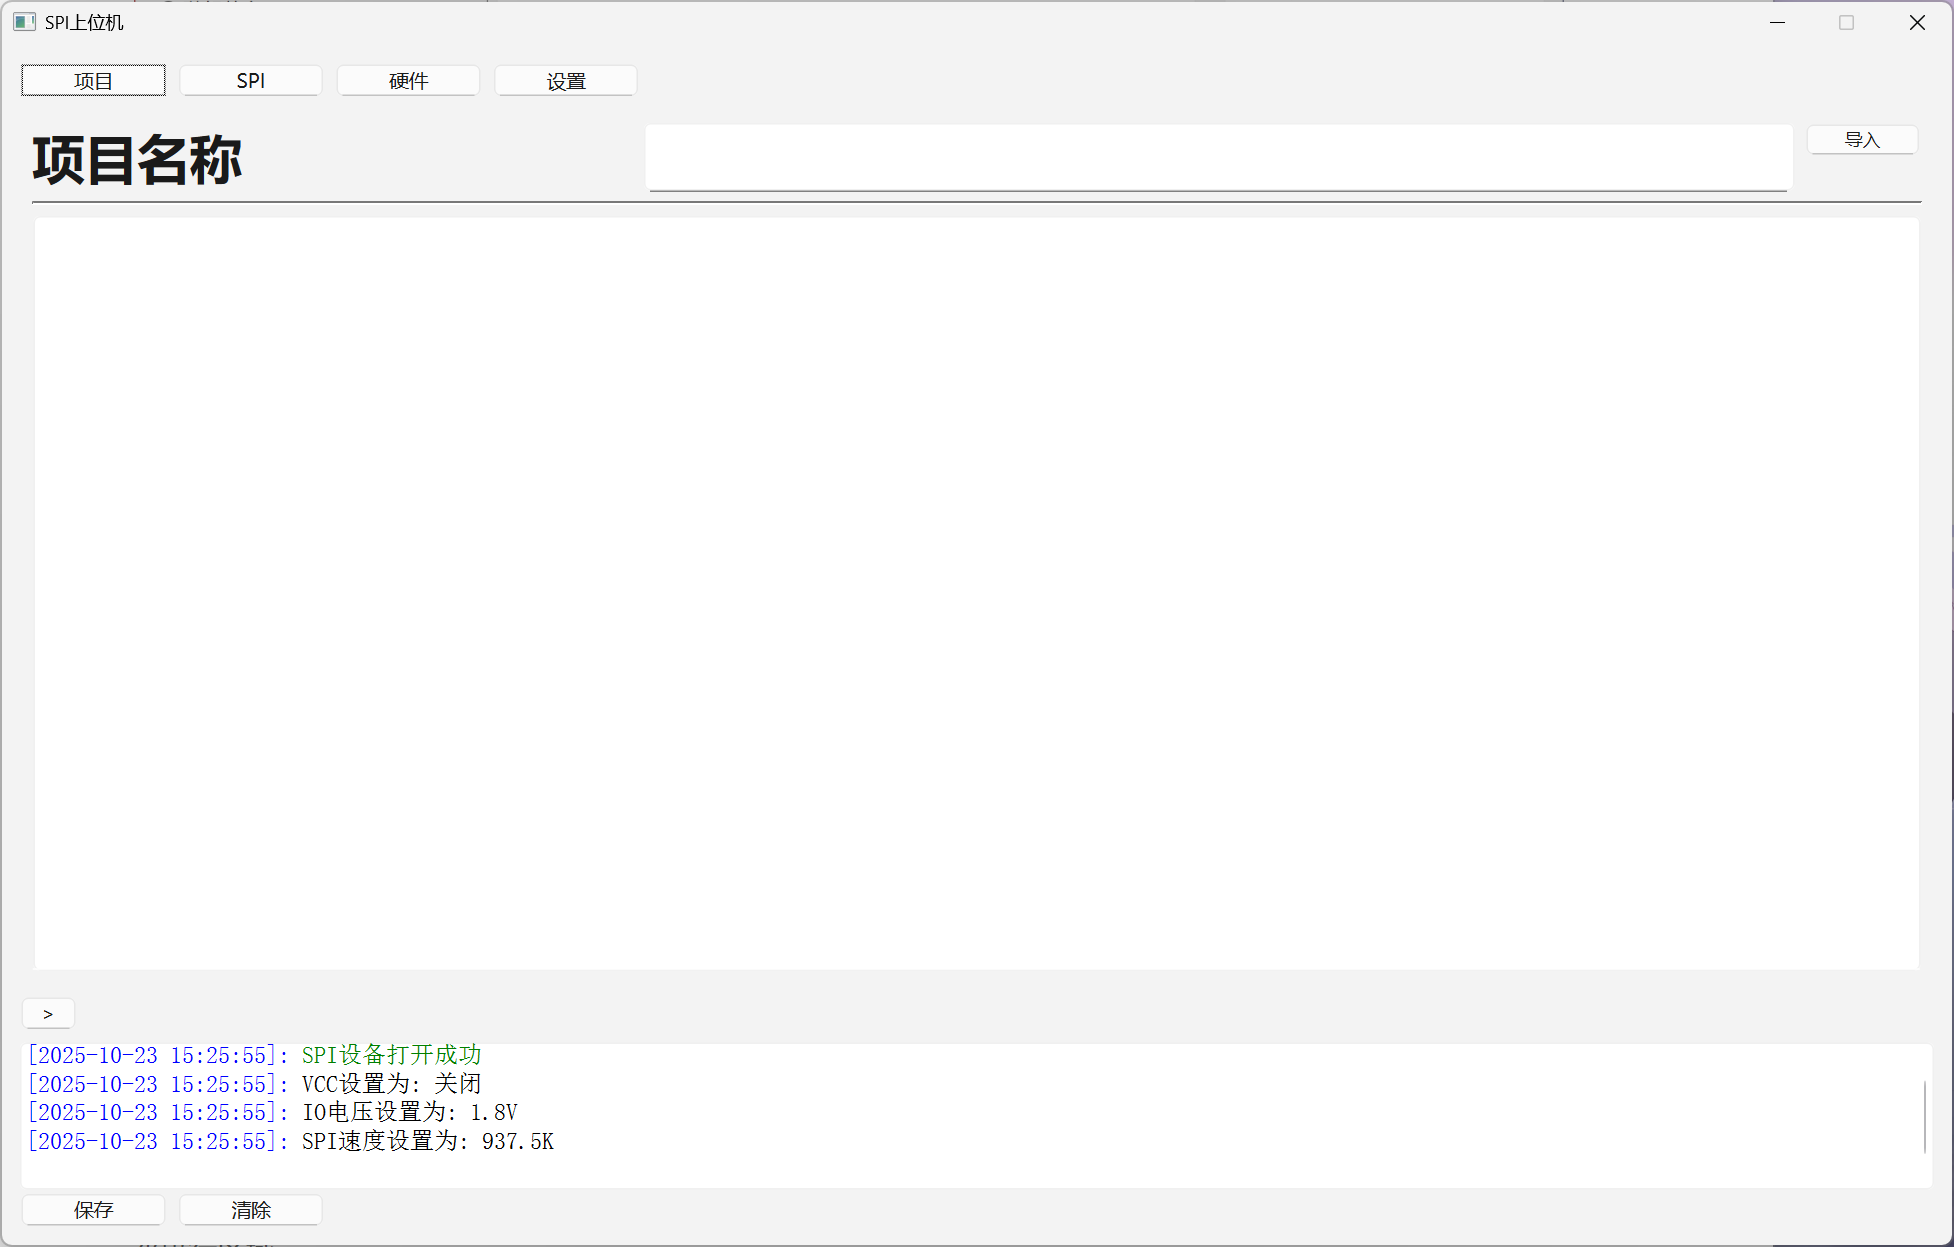 SPI上位机
项目 SPI 硬件 设置
项目名称 导入
>
[2025-10-23 15:25:55]: SPI设备打开成功
[2025-10-23 15:25:55]: VCC设置为: 关闭
[2025-10-23 15:25:55]: IO电压设置为: 1.8V
[2025-10-23 15:25:55]: SPI速度设置为: 937.5K
保存 清除